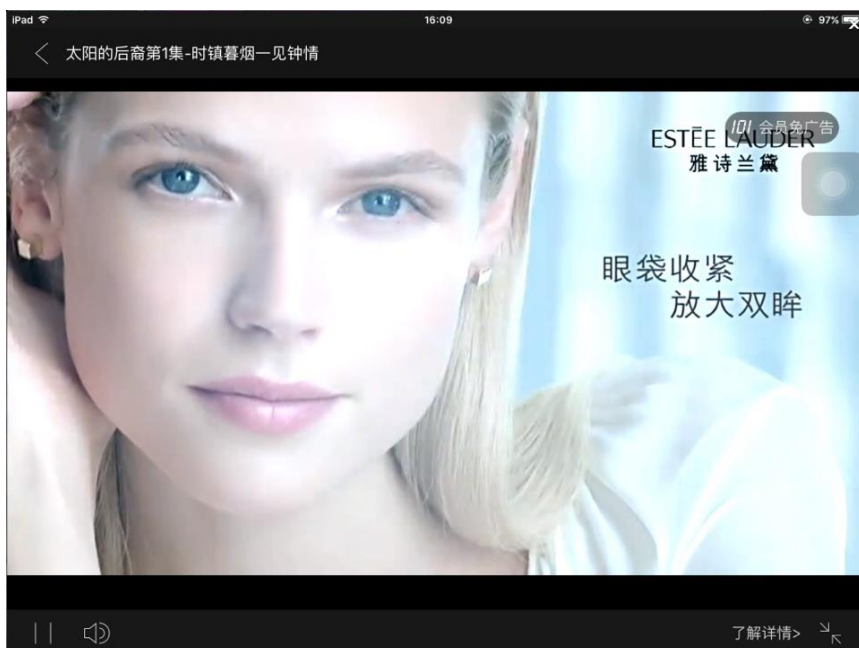 iPad
16:09
97%
太阳的后裔第1集-时镇暮烟一见钟情
101 会员免广告
ESTĒE LAUDER
雅诗兰黛
眼袋收紧
放大双眸
了解详情>